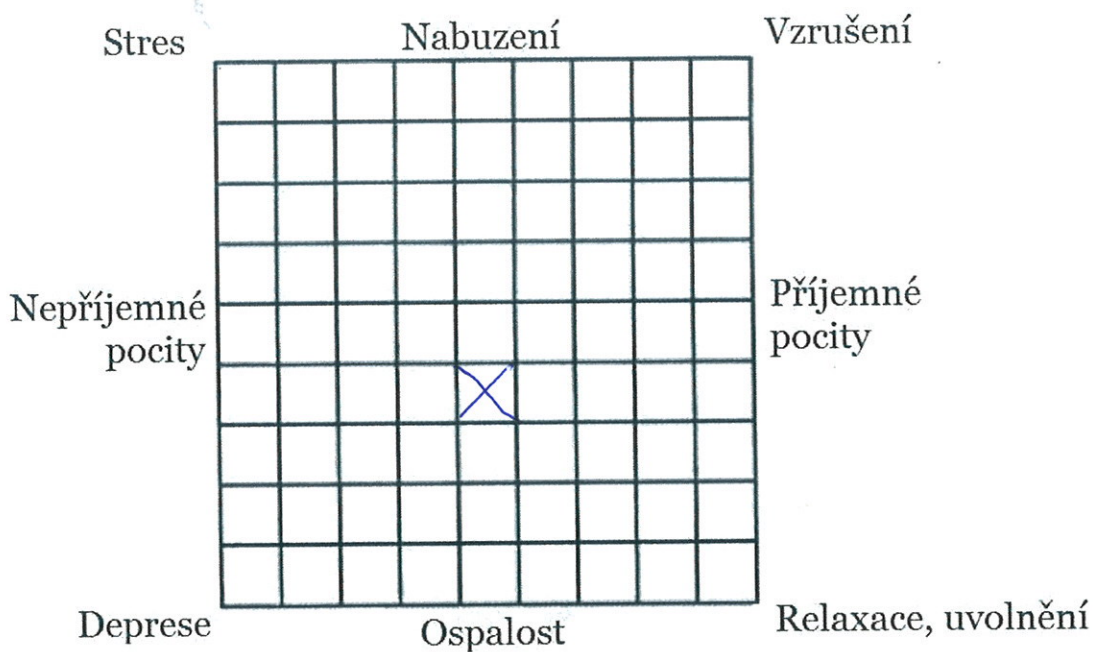 Stres Nabuzení Vzrušení
Nepříjemné
pocity
Příjemné
pocity
Deprese Ospalost Relaxace, uvolnění